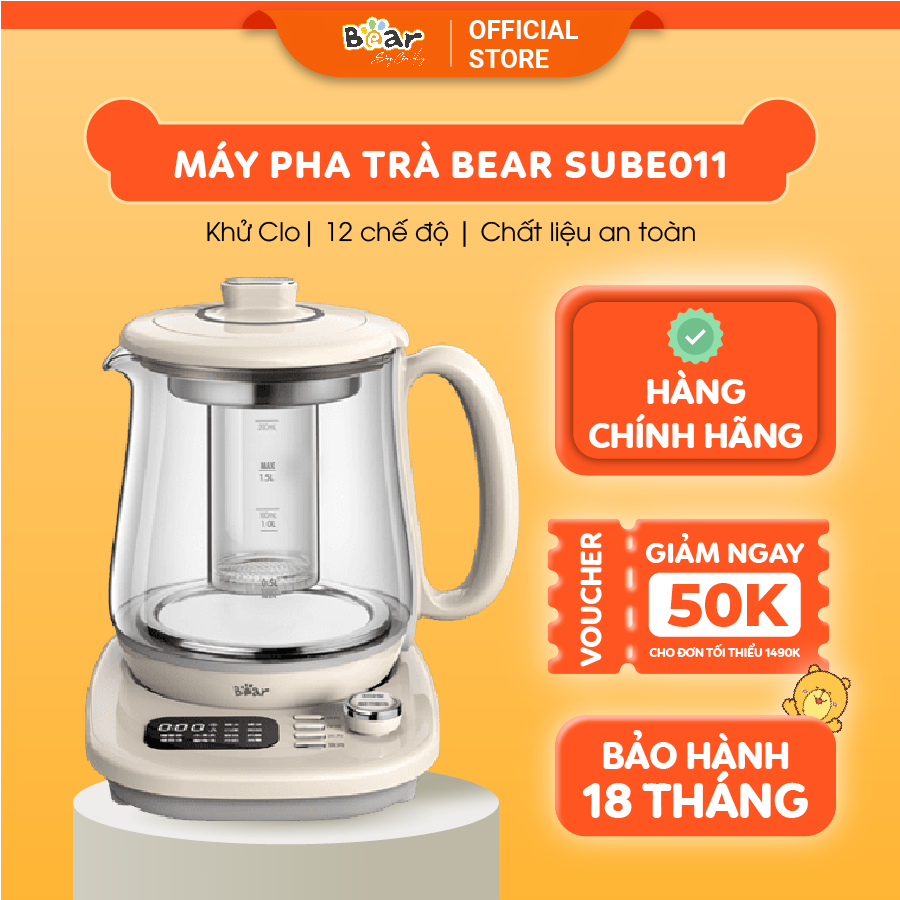 Bear
OFFICIAL
STORE
MÁY PHA TRÀ BEAR SUBE011
Khử Clo| 12 chế độ | Chất liệu an toàn
HÀNG
CHÍNH HÃNG
VOUCHER
GIẢM NGAY
50K
CHO ĐƠN TỐI THIỂU 1490K
BẢO HÀNH
18 THÁNG
MAX
1.5L
1.0L
0.5L
Bear